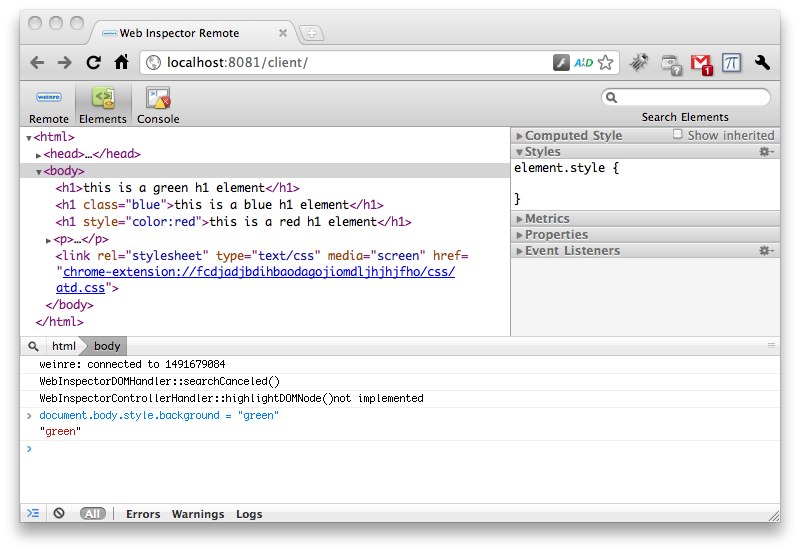 Web Inspector Remote
localhost:8081/client/
A!D
1
weinre
Remote
Elements
Console
Search Elements
<html>
<head>…</head>
<body>
<h1>this is a green h1 element</h1>
<h1 class="blue">this is a blue h1 element</h1>
<h1 style="color:red">this is a red h1 element</h1>
<p>…</p>
<link rel="stylesheet" type="text/css" media="screen" href=
"chrome-extension://fcdjadjbdihbaodagojiomdljhjhjfho/css/
atd.css">
</body>
</html>
Computed Style
Show inherited
Styles
element.style {
}
Metrics
Properties
Event Listeners
html
body
weinre: connected to 1491679084
WebInspectorDOMHandler::searchCanceled()
WebInspectorControllerHandler::highlightDOMNode()not implemented
> document.body.style.background = "green"
"green"
>
All
Errors
Warnings
Logs